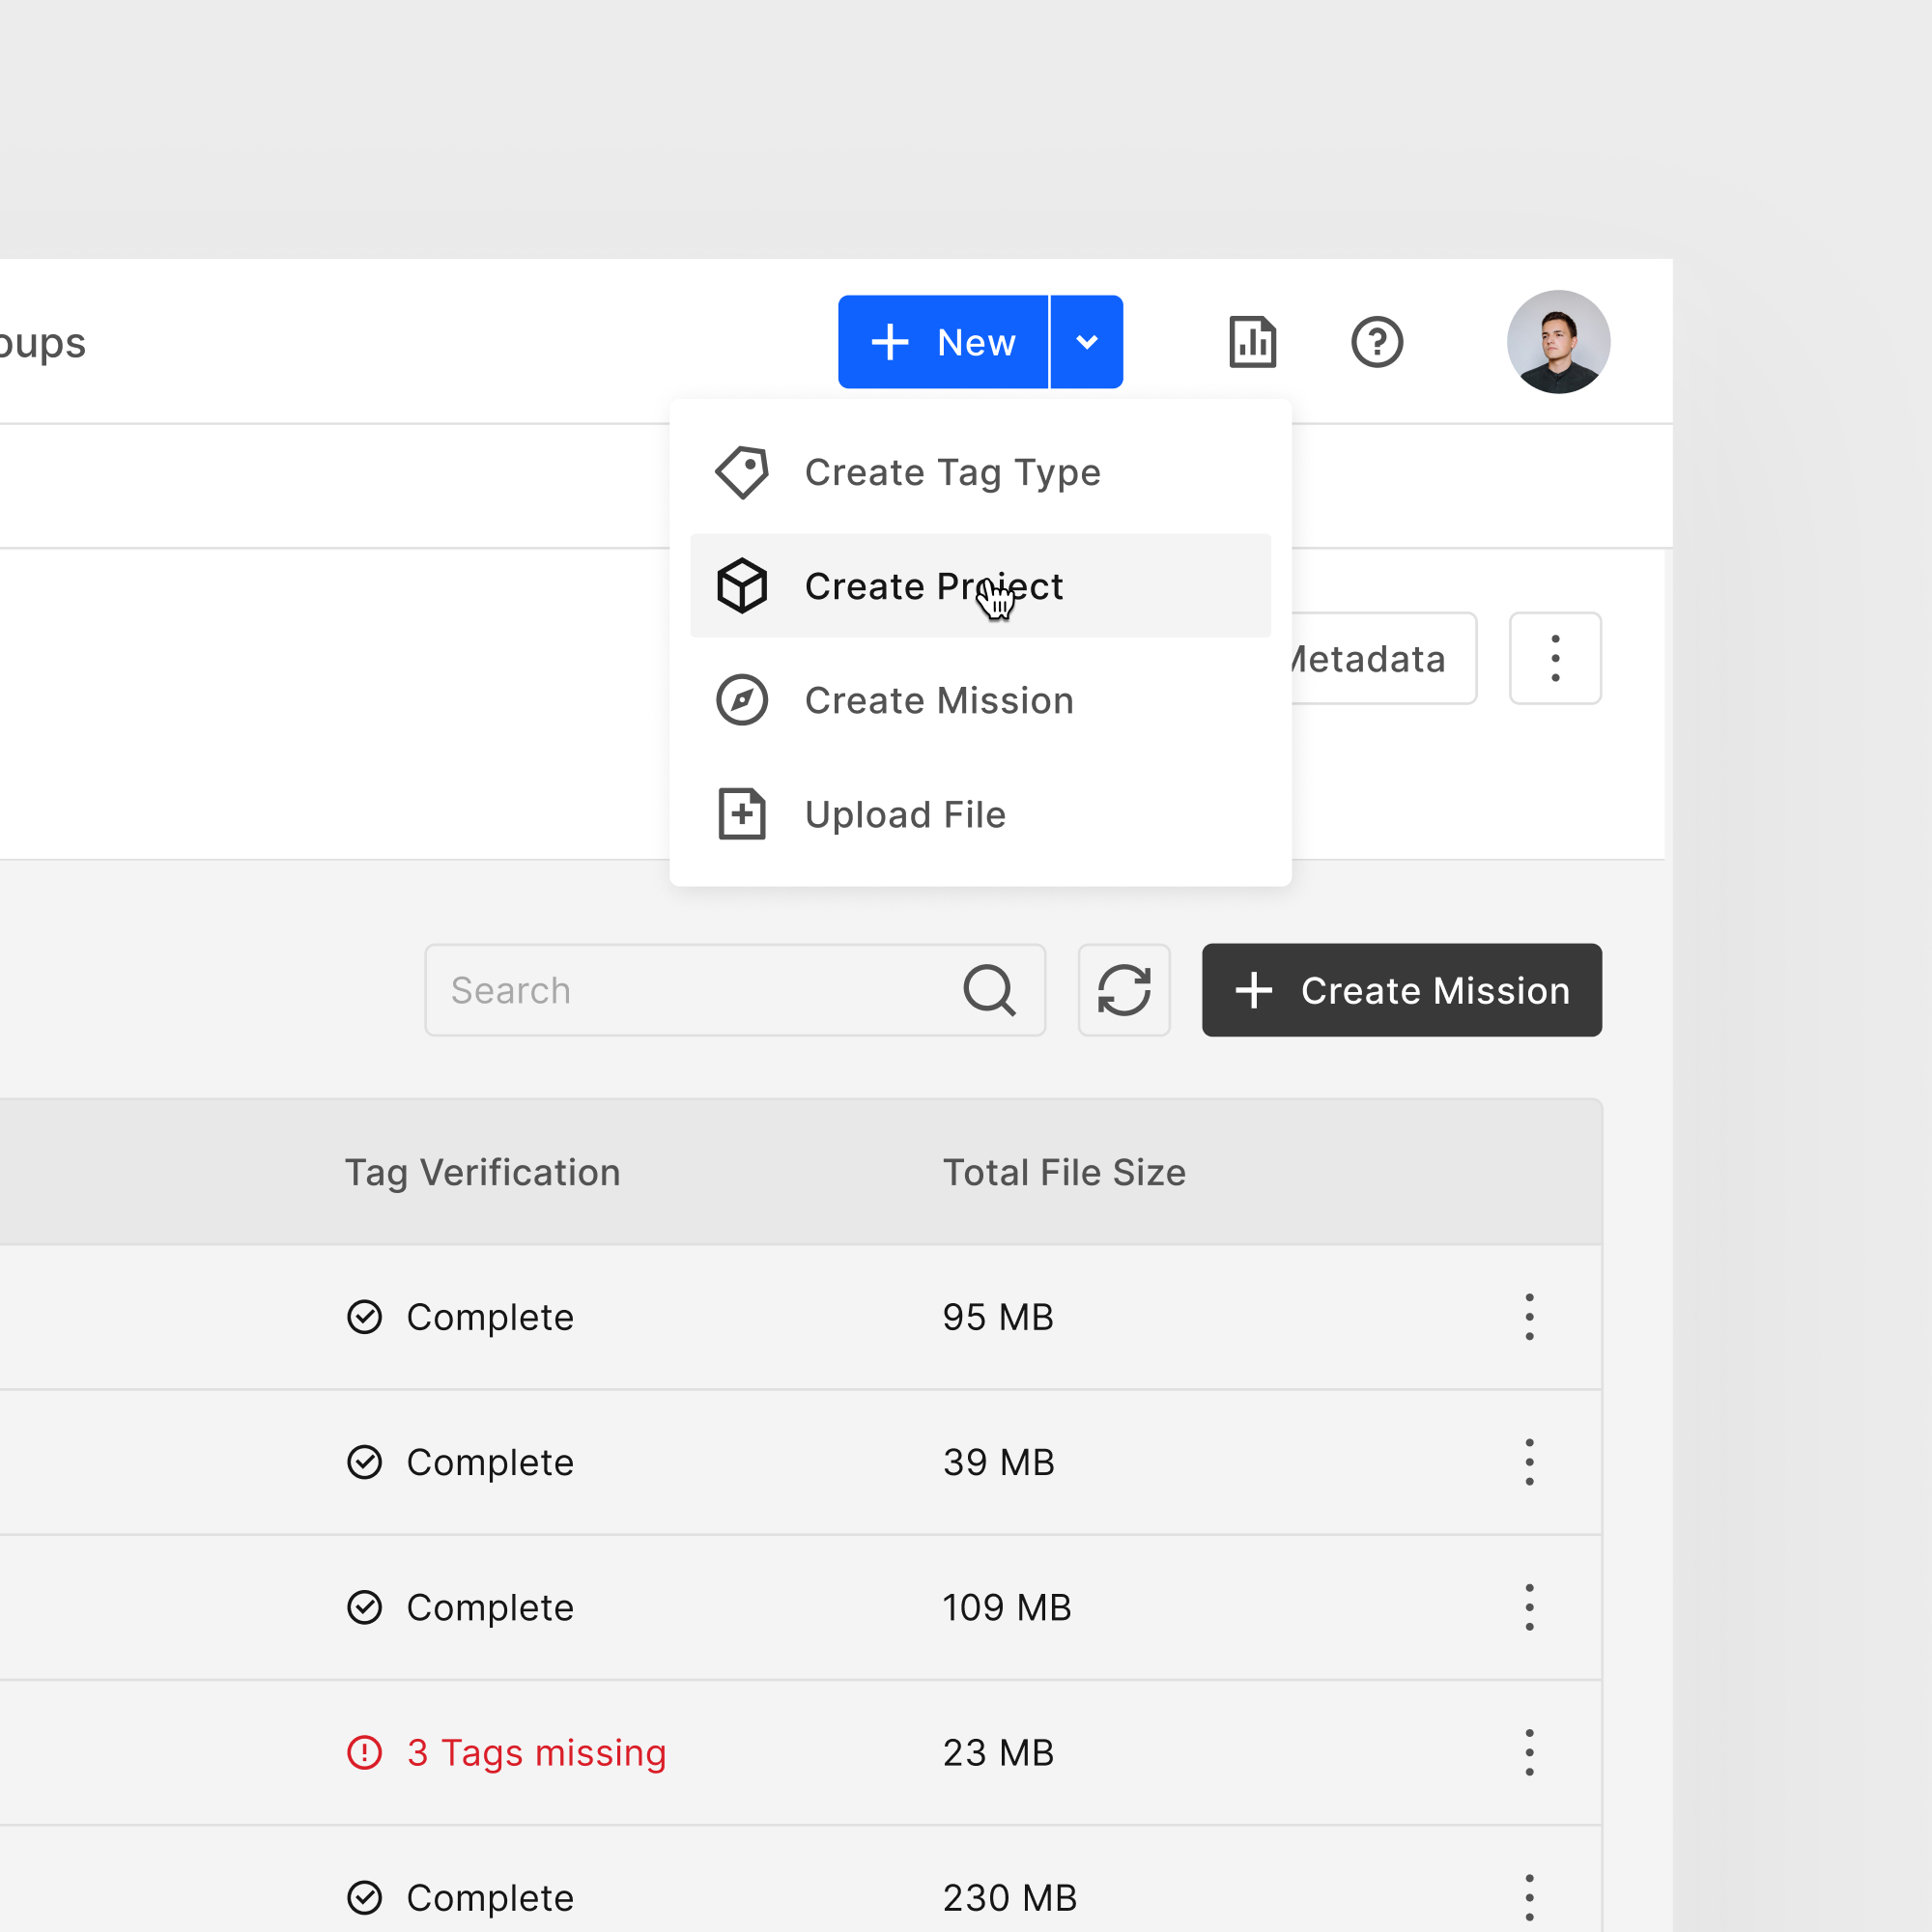 oups
New
Create Tag Type
Create Project
Create Mission
Upload File
Metadata
Search
Create Mission
Tag Verification
Total File Size
Complete
95 MB
Complete
39 MB
Complete
109 MB
3 Tags missing
23 MB
Complete
230 MB